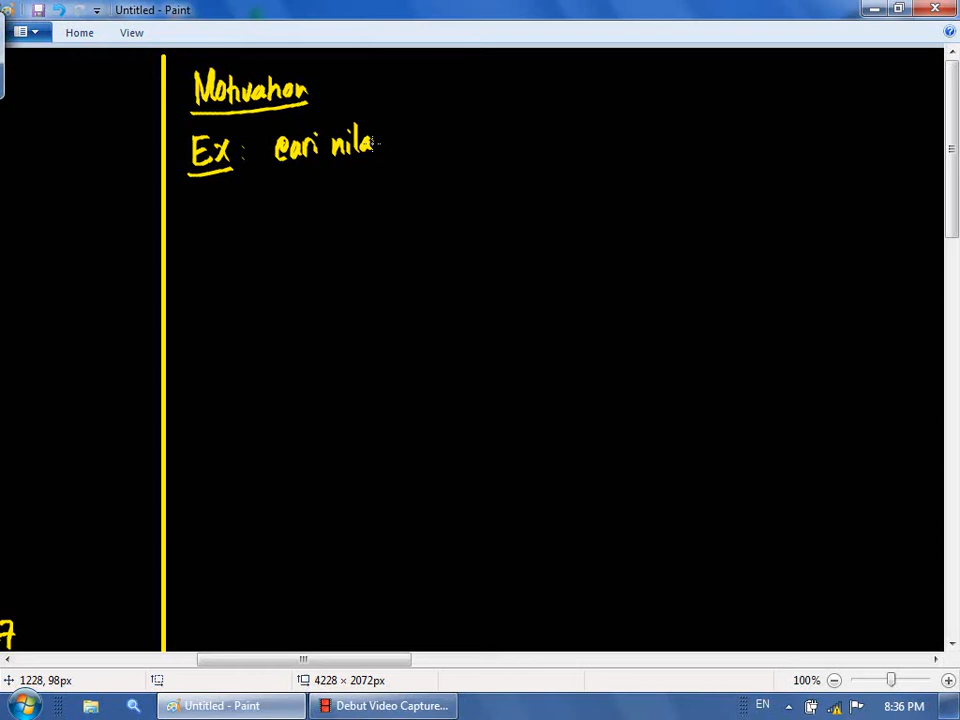 Untitled - Paint
Home View
Motivation
Ex : cari nila
7
1228, 98px
4228 × 2072px
100%
Untitled - Paint
Debut Video Capture...
EN
8:36 PM